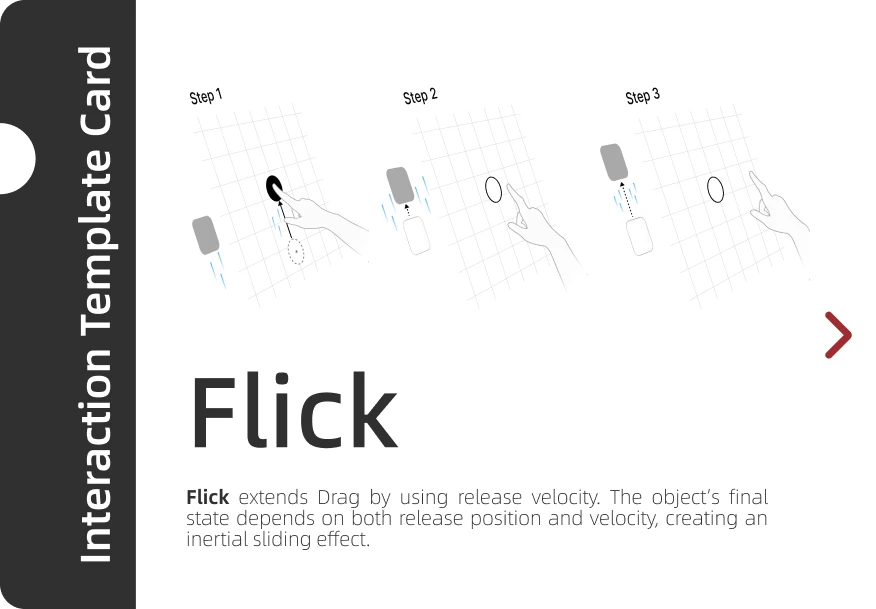 Interaction Template Card
Step 1
Step 2
Step 3
Flick
Flick extends Drag by using release velocity. The object's final
state depends on both release position and velocity, creating an
inertial sliding effect.